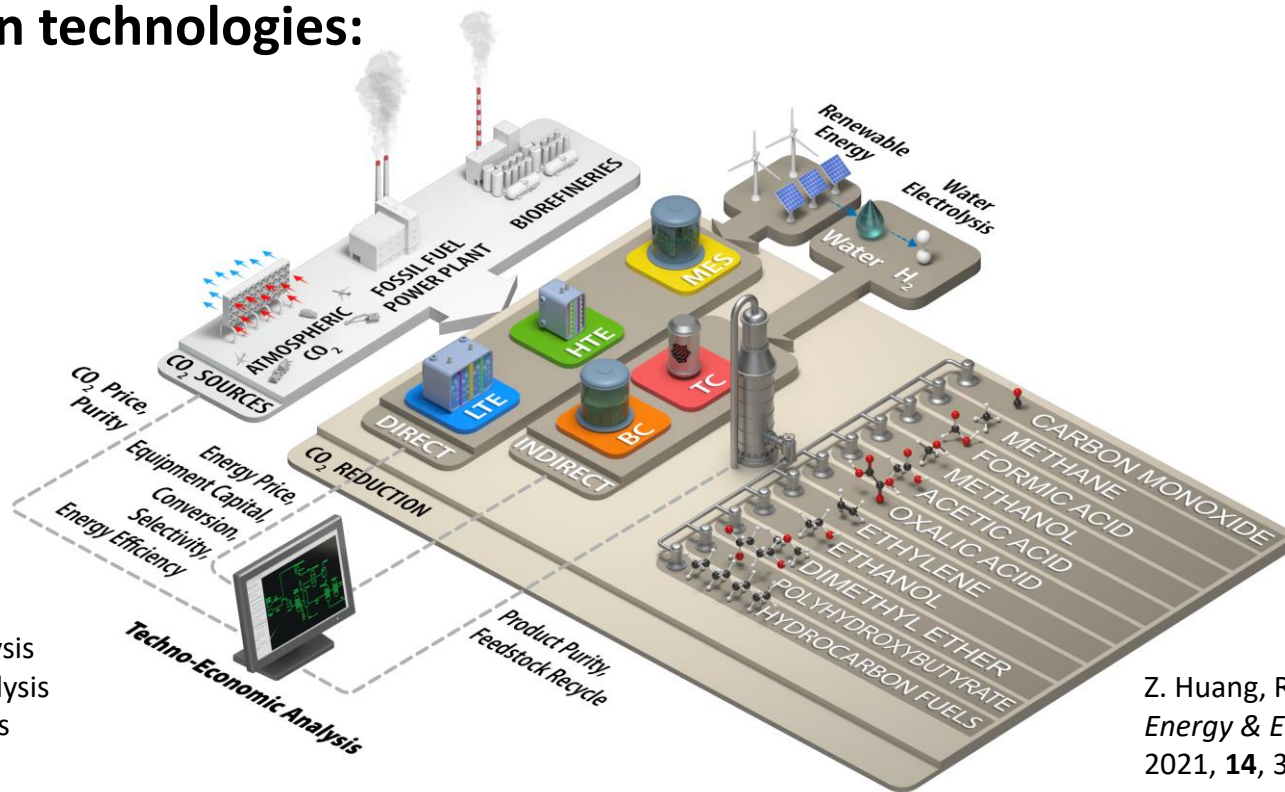 n technologies:
Renewable
Energy
Water
Electrolysis
Water H₂
BIOREFINERIES
FOSSIL FUEL
POWER PLANT
ATMOSPHERIC
CO₂
CO₂ SOURCES
MES
HTE
LTE
TC
BC
DIRECT
INDIRECT
CO₂ REDUCTION
CO₂ Price,
Purity
Energy Price,
Equipment Capital,
Conversion,
Selectivity,
Energy Efficiency
Techno-Economic Analysis
Product Purity,
Feedstock Recycle
CARBON MONOXIDE
METHANE
FORMIC ACID
METHANOL
ACETIC ACID
OXALIC ACID
ETHYLENE
ETHANOL
DIMETHYL ETHER
POLYHYDROXYBUTYRATE
HYDROCARBON FUELS
ysis
lysis
s
Z. Huang, R
Energy & E
2021, 14, 3